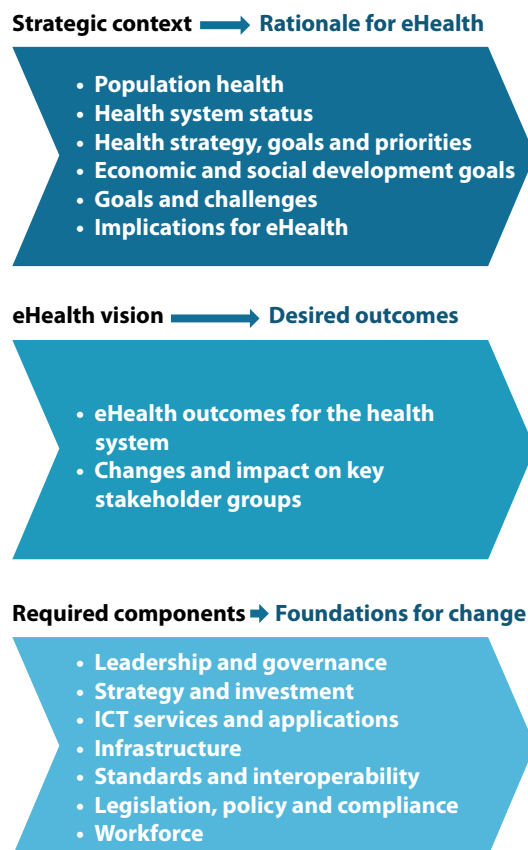 Strategic context → Rationale for eHealth
• Population health
• Health system status
• Health strategy, goals and priorities
• Economic and social development goals
• Goals and challenges
• Implications for eHealth
eHealth vision → Desired outcomes
• eHealth outcomes for the health
system
• Changes and impact on key
stakeholder groups
Required components → Foundations for change
• Leadership and governance
• Strategy and investment
• ICT services and applications
• Infrastructure
• Standards and interoperability
• Legislation, policy and compliance
• Workforce